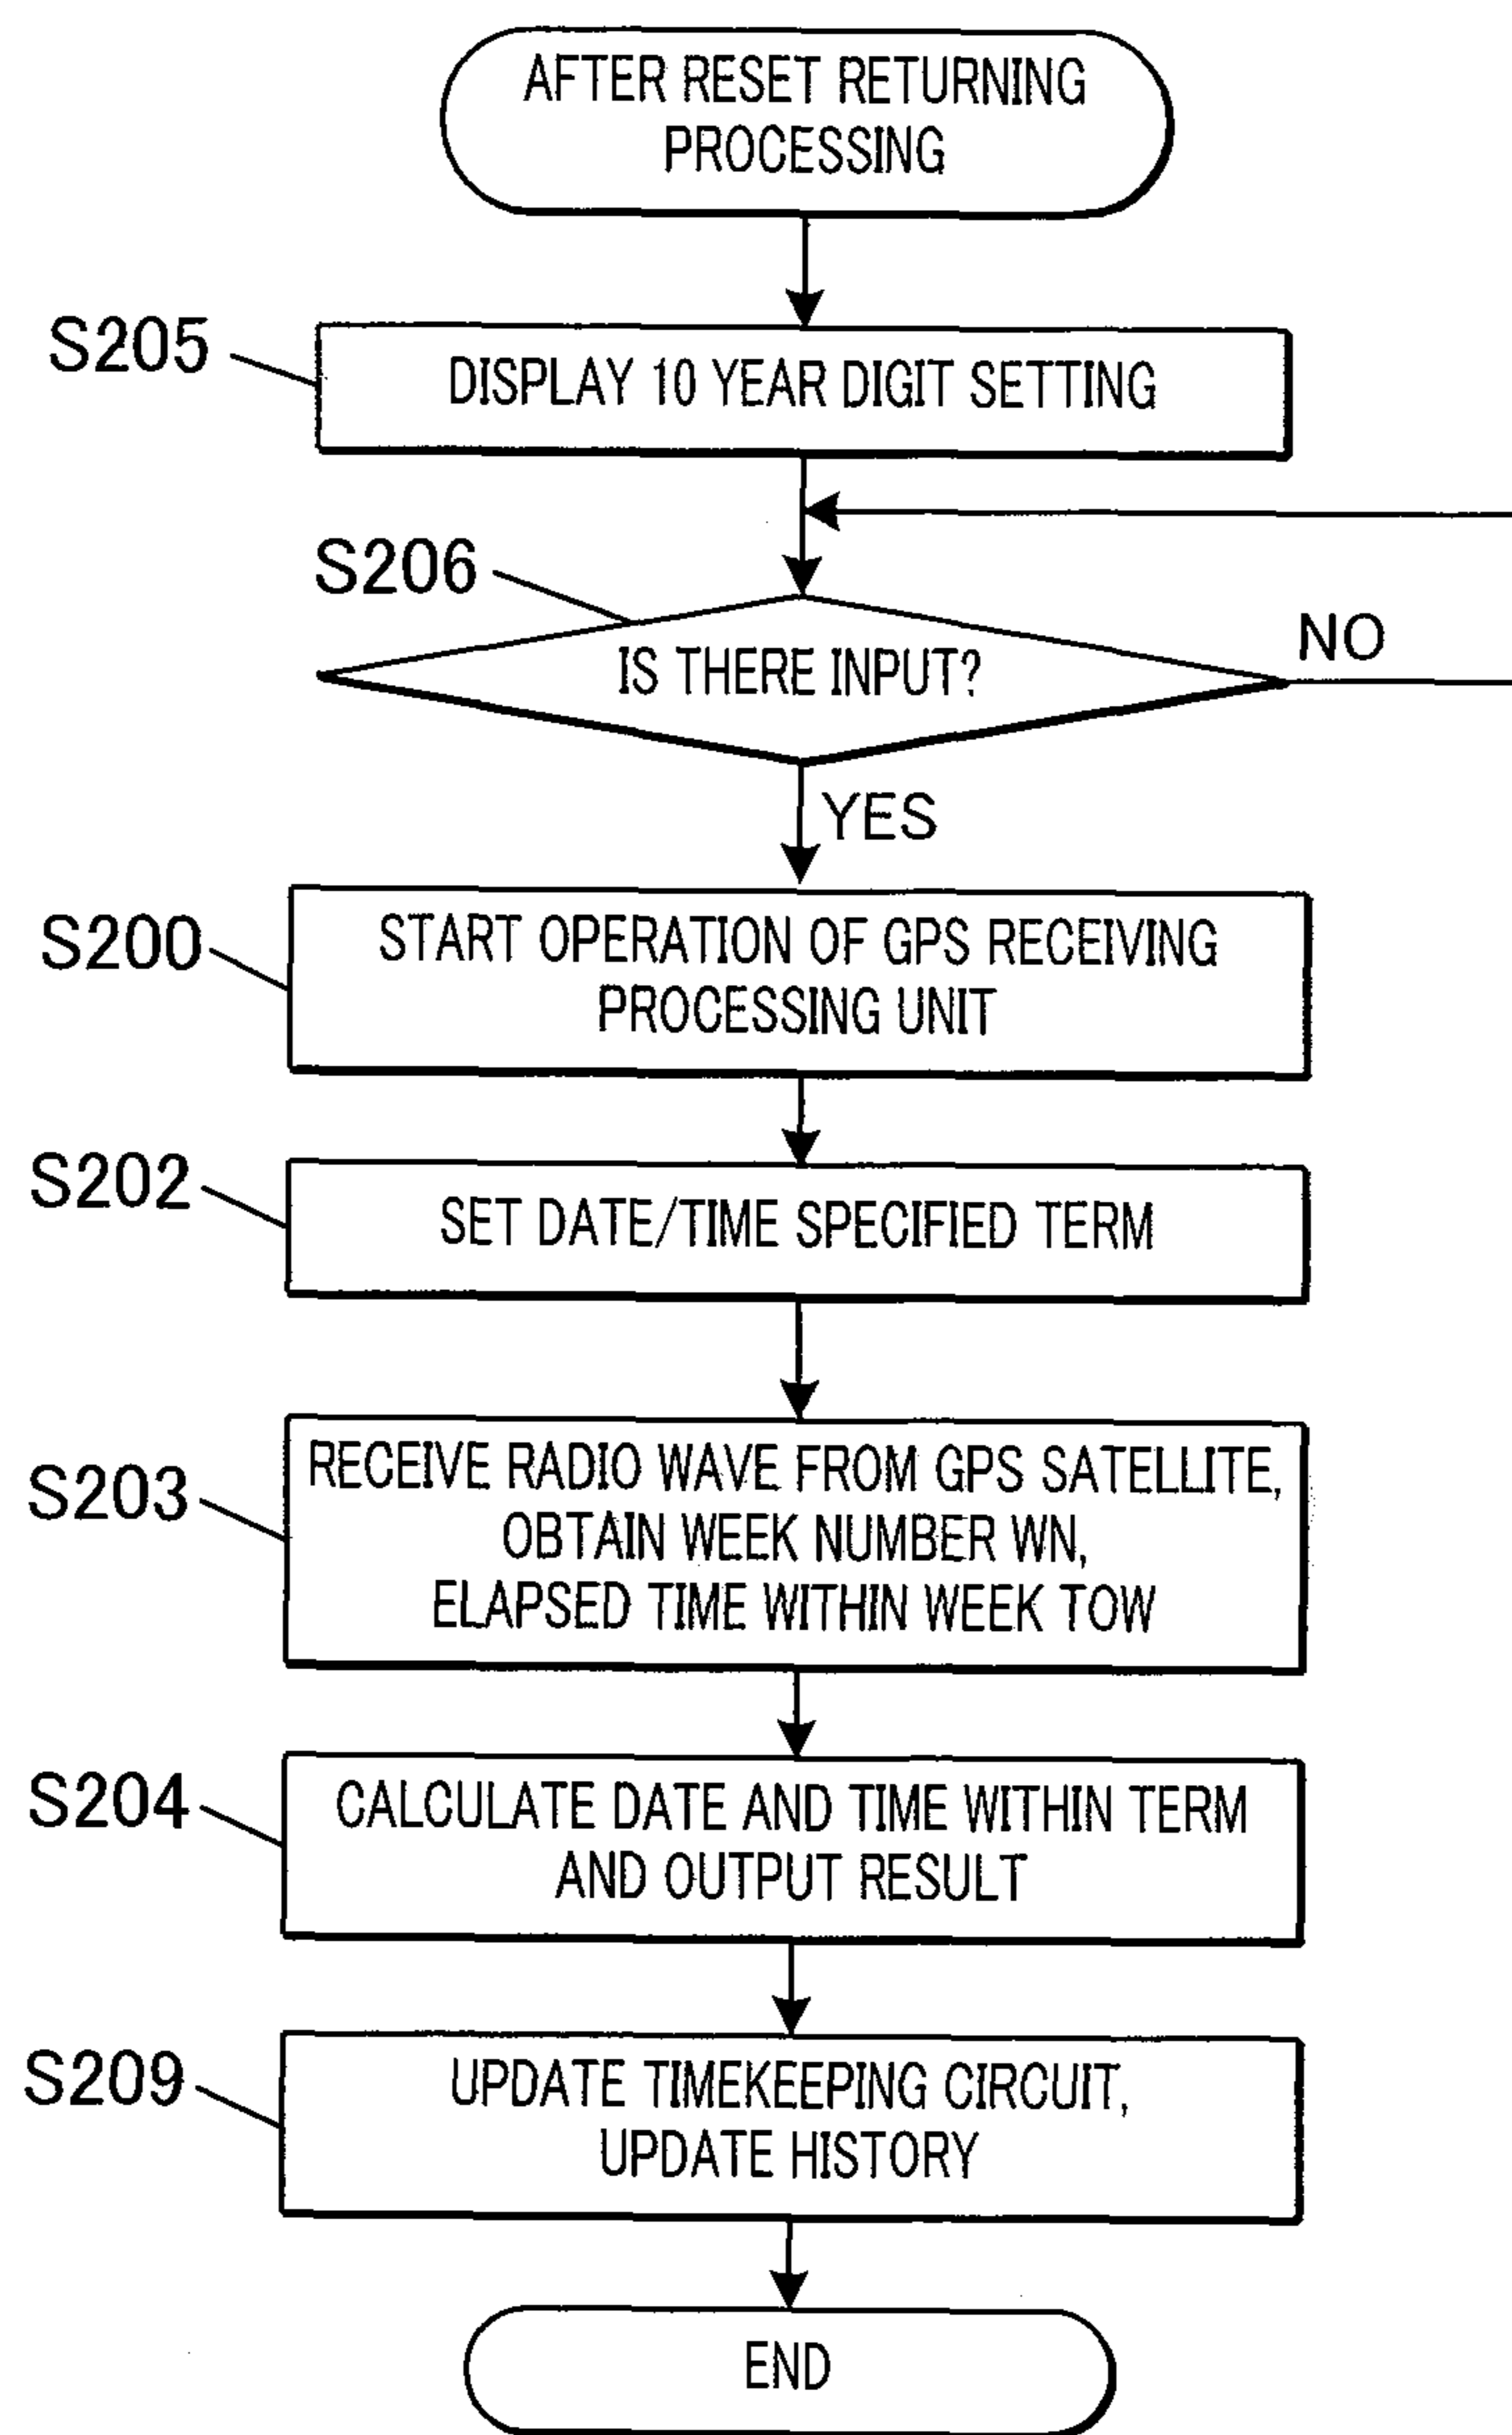 AFTER RESET RETURNING
PROCESSING
S205
DISPLAY 10 YEAR DIGIT SETTING
S206
IS THERE INPUT?
NO
YES
S200
START OPERATION OF GPS RECEIVING
PROCESSING UNIT
S202
SET DATE/TIME SPECIFIED TERM
S203
RECEIVE RADIO WAVE FROM GPS SATELLITE,
OBTAIN WEEK NUMBER WN,
ELAPSED TIME WITHIN WEEK TOW
S204
CALCULATE DATE AND TIME WITHIN TERM
AND OUTPUT RESULT
S209
UPDATE TIMEKEEPING CIRCUIT,
UPDATE HISTORY
END